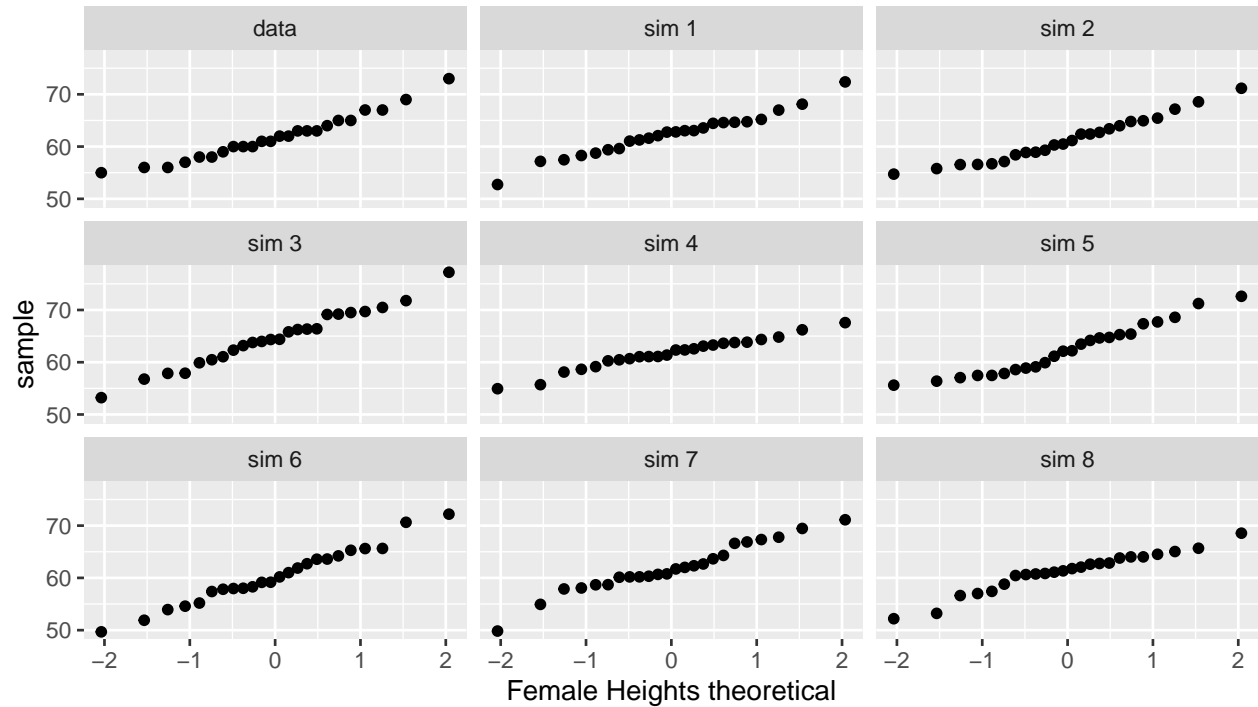 data sim 1 sim 2
70
60
50
sim 3 sim 4 sim 5
70
60
50
sample
sim 6 sim 7 sim 8
70
60
50
−2 −1 0 1 2 −2 −1 0 1 2 −2 −1 0 1 2
Female Heights theoretical